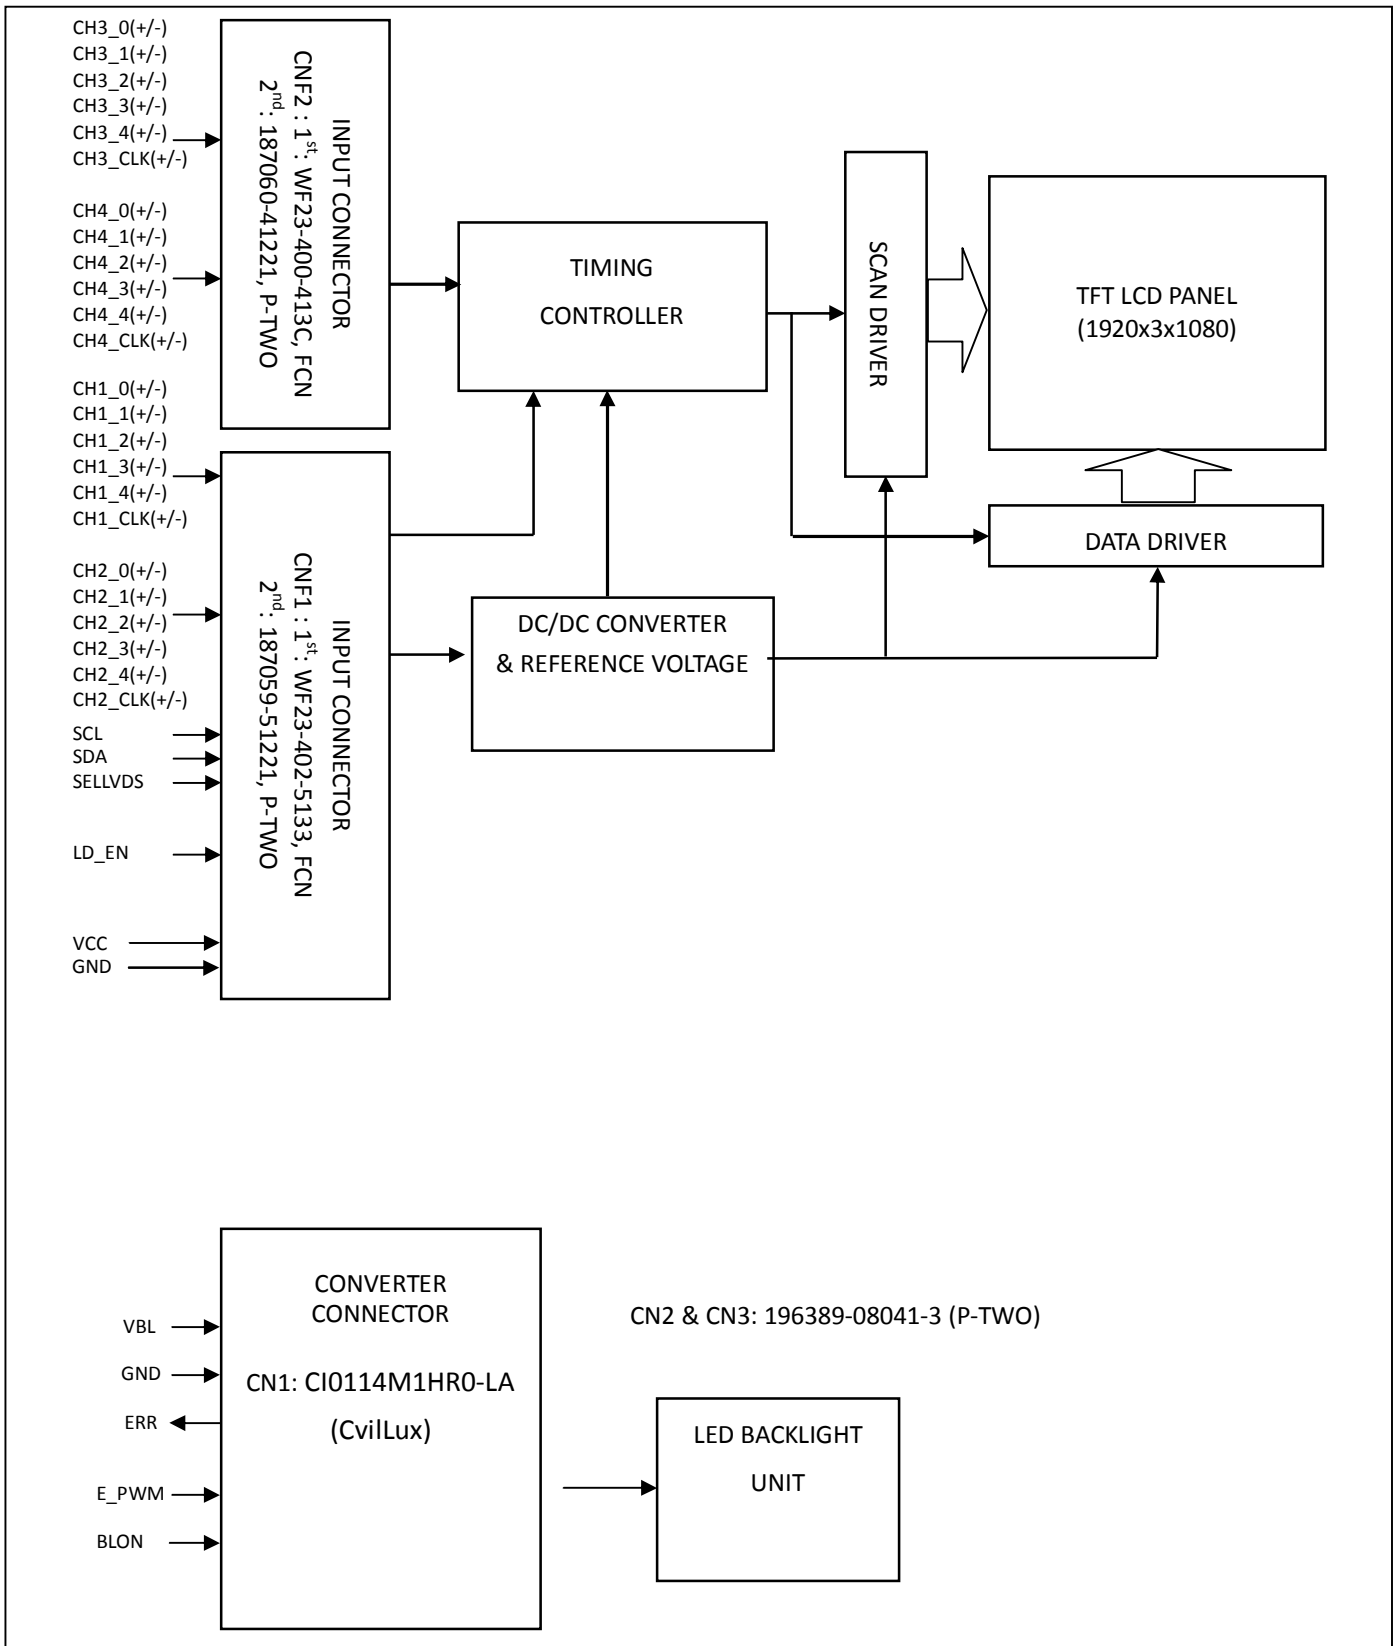 CH3_0(+/-)
CH3_1(+/-)
CH3_2(+/-)
CH3_3(+/-)
CH3_4(+/-)
CH3_CLK(+/-)
CH4_0(+/-)
CH4_1(+/-)
CH4_2(+/-)
CH4_3(+/-)
CH4_4(+/-)
CH4_CLK(+/-)
CH1_0(+/-)
CH1_1(+/-)
CH1_2(+/-)
CH1_3(+/-)
CH1_4(+/-)
CH1_CLK(+/-)
CH2_0(+/-)
CH2_1(+/-)
CH2_2(+/-)
CH2_3(+/-)
CH2_4(+/-)
CH2_CLK(+/-)
SCL
SDA
SELLVDS
LD_EN
VCC
GND
INPUT CONNECTOR
CNF2 : 1st: WF23-400-413C, FCN
2nd: 187060-41221, P-TWO
INPUT CONNECTOR
CNF1 : 1st: WF23-402-5133, FCN
2nd: 187059-51221, P-TWO
TIMING
CONTROLLER
DC/DC CONVERTER
& REFERENCE VOLTAGE
SCAN DRIVER
TFT LCD PANEL
(1920x3x1080)
DATA DRIVER
VBL
GND
ERR
E_PWM
BLON
CONVERTER
CONNECTOR
CN1: CI0114M1HR0-LA
(CvilLux)
CN2 & CN3: 196389-08041-3 (P-TWO)
LED BACKLIGHT
UNIT